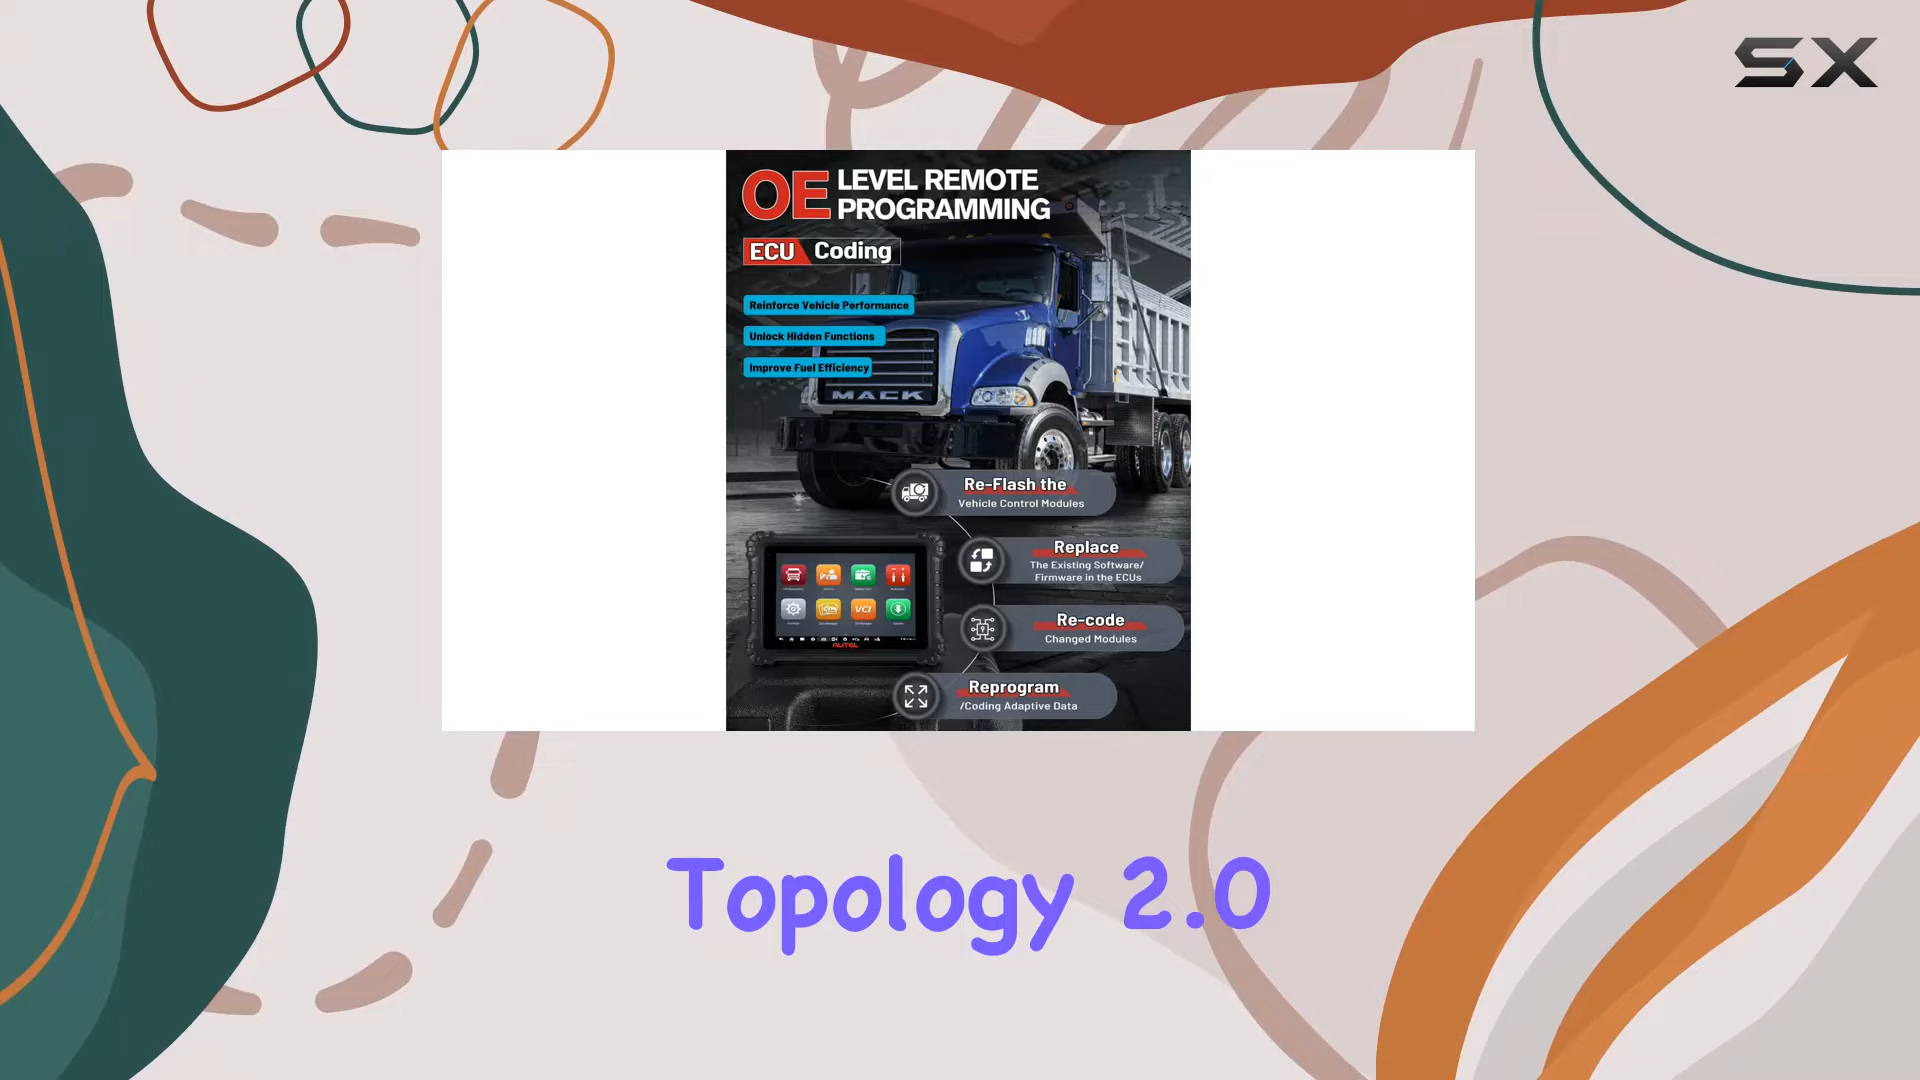 SX
OE LEVEL REMOTE
PROGRAMMING
ECU Coding
Reinforce Vehicle Performance
Unlock Hidden Functions
Improve Fuel Efficiency
MACK
Re-Flash the
Vehicle Control Modules
Replace
The Existing Software/
Firmware in the ECUs
VCI
AUTEL
Re-code
Changed Modules
Reprogram
/Coding Adaptive Data
Topology 2.0